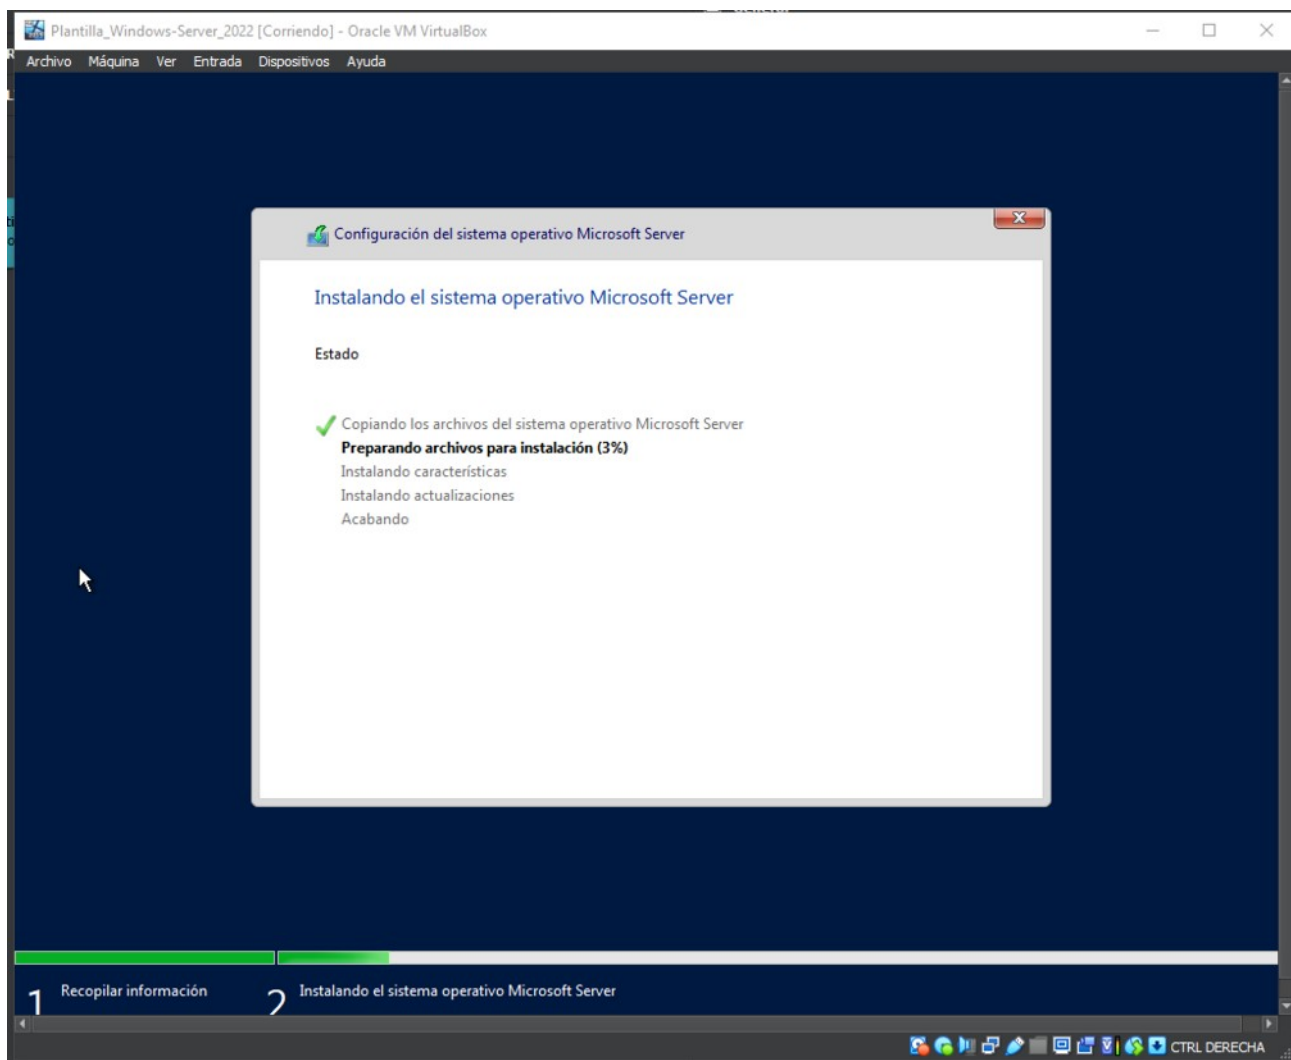 Plantilla_Windows-Server_2022 [Corriendo] - Oracle VM VirtualBox
Archivo Máquina Ver Entrada Dispositivos Ayuda
Configuración del sistema operativo Microsoft Server
Instalando el sistema operativo Microsoft Server
Estado
Copiando los archivos del sistema operativo Microsoft Server
Preparando archivos para instalación (3%)
Instalando características
Instalando actualizaciones
Acabando
1 Recopilar información
2 Instalando el sistema operativo Microsoft Server
CTRL DERECHA